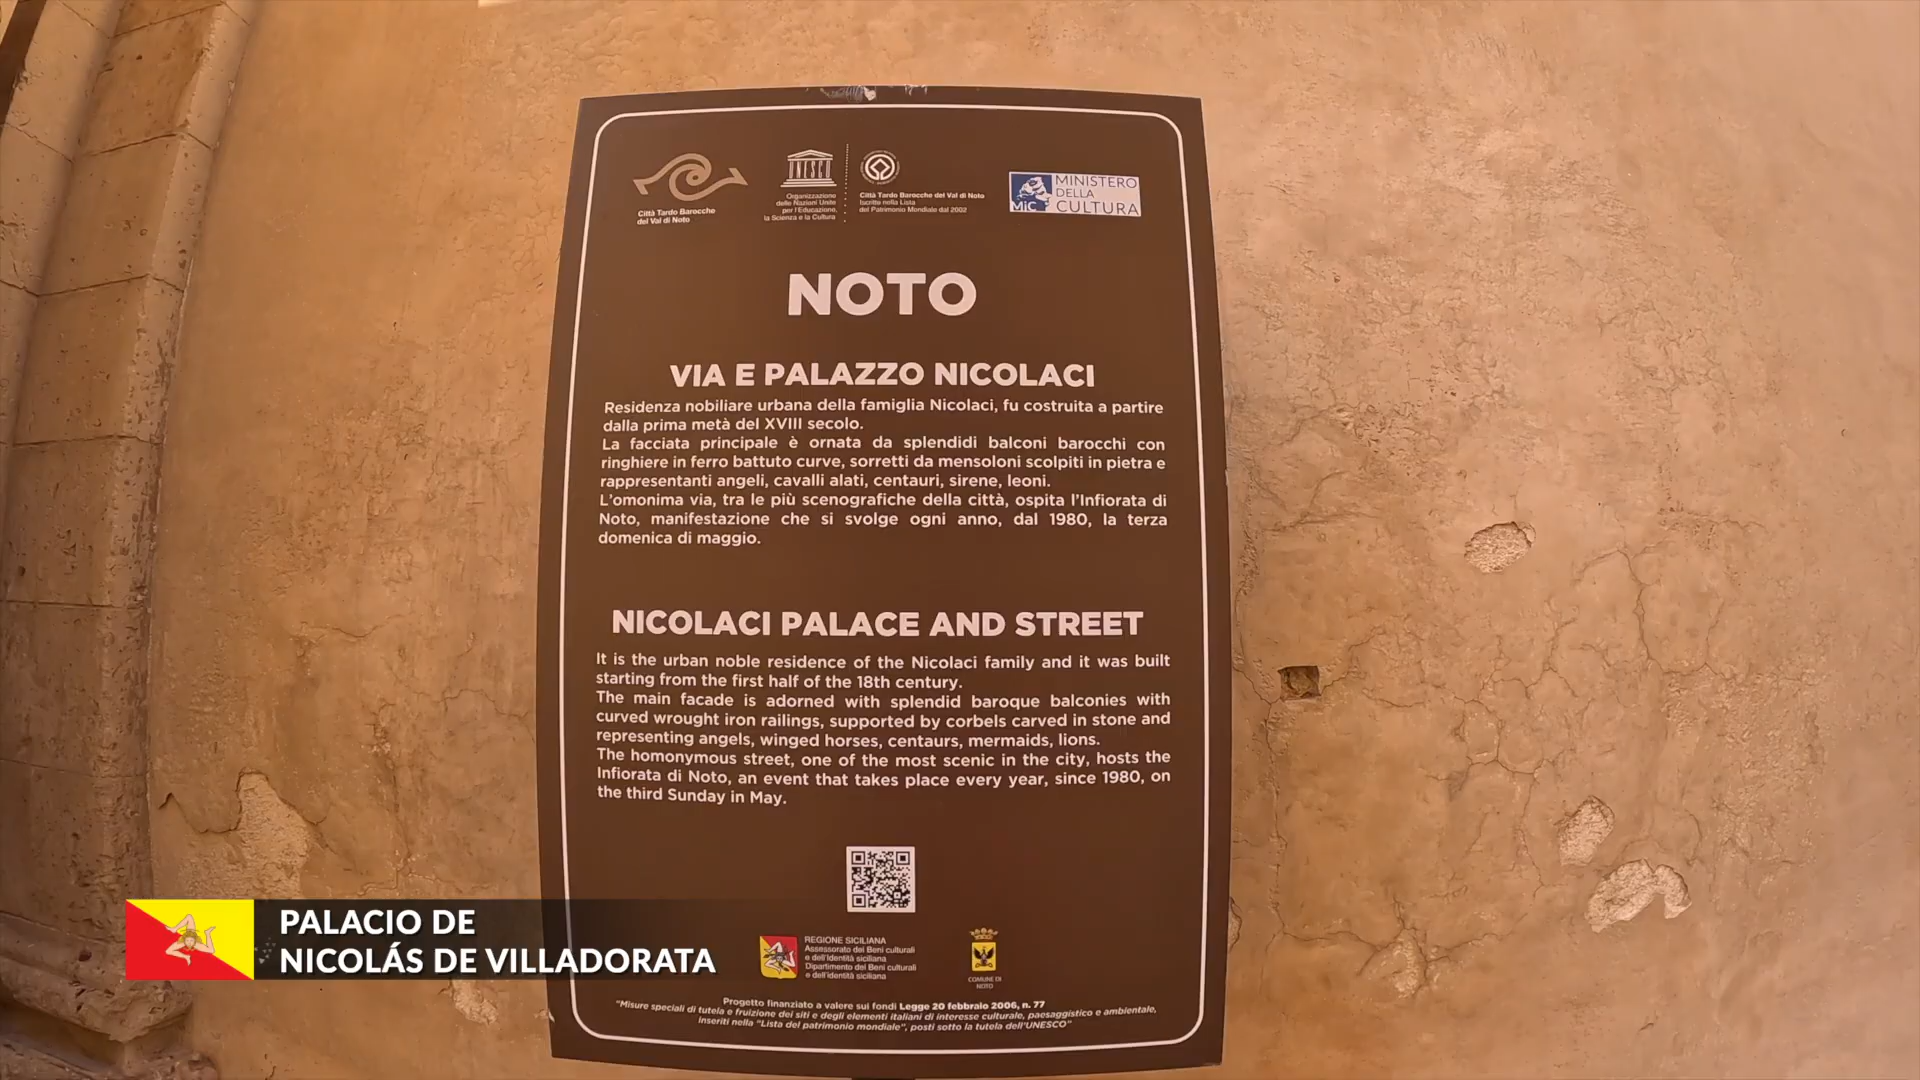 Città Tardo Barocche
del Val di Noto
UNESCO
Organizzazione
delle Nazioni Unite
per l'Educazione,
la Scienza e la Cultura
Città Tardo Barocche del Val di Noto
Iscritte nella Lista
del Patrimonio Mondiale dal 2002
MiC
MINISTERO
DELLA
CULTURA
NOTO
VIA E PALAZZO NICOLACI
Residenza nobiliare urbana della famiglia Nicolaci, fu costruita a partire
dalla prima metà del XVIII secolo.
La facciata principale è ornata da splendidi balconi barocchi con
ringhiere in ferro battuto curve, sorretti da mensoloni scolpiti in pietra e
rappresentanti angeli, cavalli alati, centauri, sirene, leoni.
L'omonima via, tra le più scenografiche della città, ospita l'Infiorata di
Noto, manifestazione che si svolge ogni anno, dal 1980, la terza
domenica di maggio.
NICOLACI PALACE AND STREET
It is the urban noble residence of the Nicolaci family and it was built
starting from the first half of the 18th century.
The main facade is adorned with splendid baroque balconies with
curved wrought iron railings, supported by corbels carved in stone and
representing angels, winged horses, centaurs, mermaids, lions.
The homonymous street, one of the most scenic in the city, hosts the
Infiorata di Noto, an event that takes place every year, since 1980, on
the third Sunday in May.
PALACIO DE
NICOLÁS DE VILLADORATA
REGIONE SICILIANA
Assessorato dei Beni culturali
e dell'Identità siciliana
Dipartimento dei Beni culturali
e dell'Identità siciliana
COMUNE DI
NOTO
Progetto finanziato a valere sui fondi Legge 20 febbraio 2006, n. 77
"Misure speciali di tutela e fruizione dei siti e degli elementi italiani di interesse culturale, paesaggistico e ambientale,
inseriti nella "Lista del patrimonio mondiale", posti sotto la tutela dell'UNESCO"